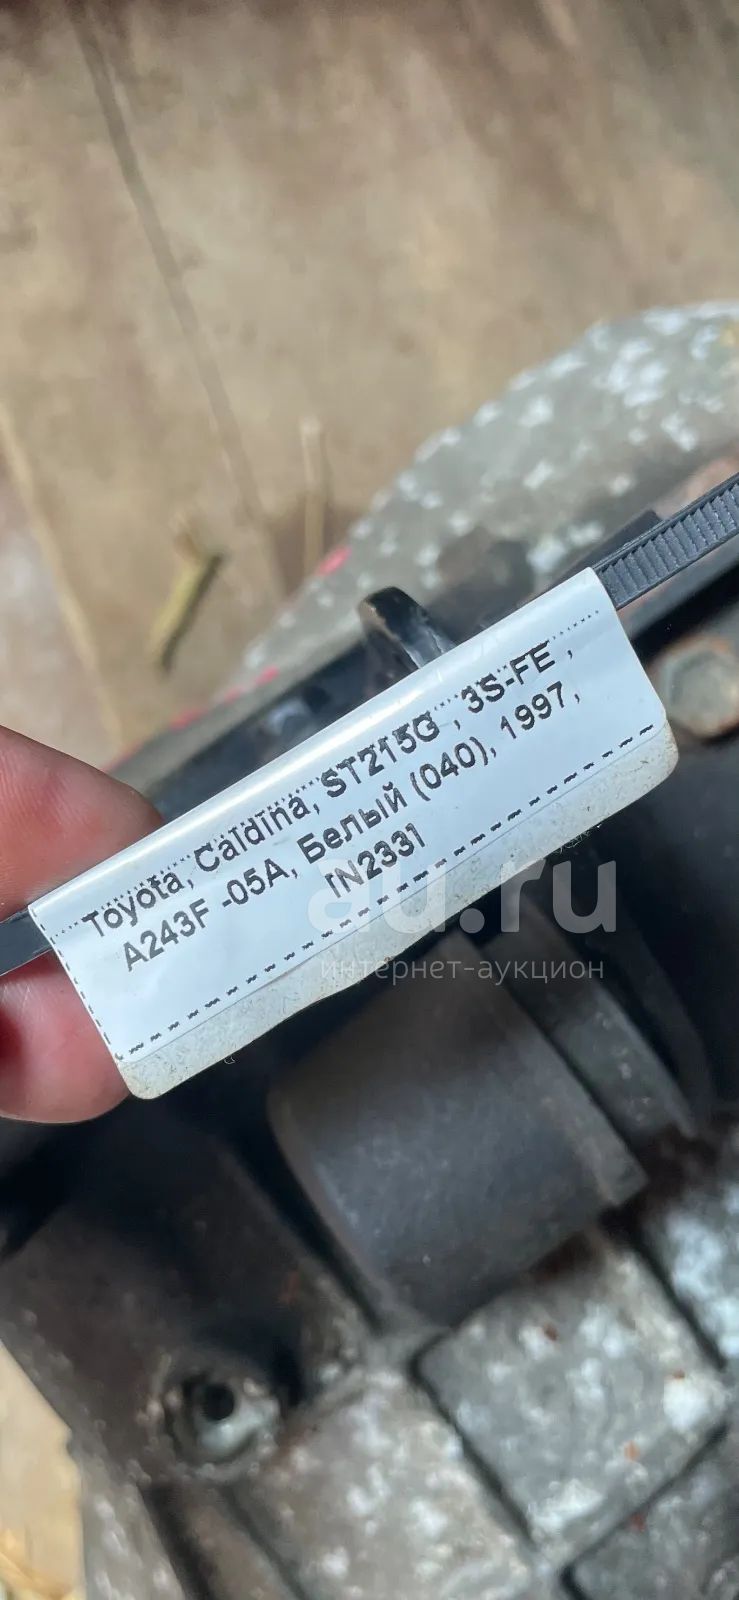 Toyota, Caldina, ST215G , 3S-FE ,
A243F -05A, Белый (040), 1997,
IN2331
au.ru
интернет-аукцион